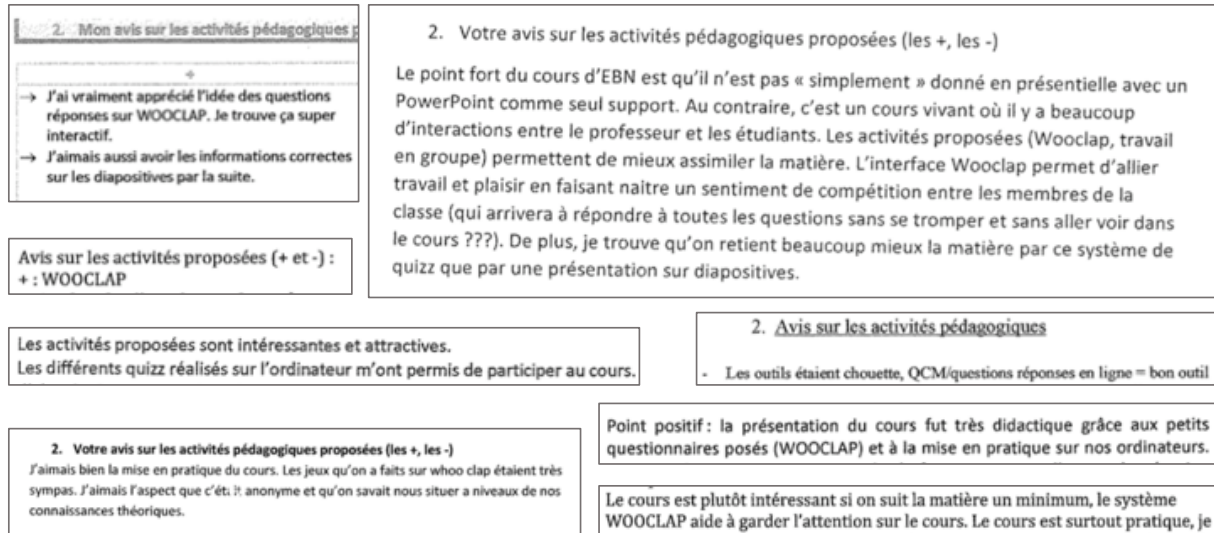 2. Mon avis sur les activités pédagogiques p
+
→ J'ai vraiment apprécié l'idée des questions
réponses sur WOOCLAP. Je trouve ça super
interactif.
→ J'aimais aussi avoir les informations correctes
sur les diapositives par la suite.
2. Votre avis sur les activités pédagogiques proposées (les +, les -)
Le point fort du cours d'EBN est qu'il n'est pas « simplement » donné en présentielle avec un
PowerPoint comme seul support. Au contraire, c'est un cours vivant où il y a beaucoup
d'interactions entre le professeur et les étudiants. Les activités proposées (Wooclap, travail
en groupe) permettent de mieux assimiler la matière. L'interface Wooclap permet d'allier
travail et plaisir en faisant naitre un sentiment de compétition entre les membres de la
classe (qui arrivera à répondre à toutes les questions sans se tromper et sans aller voir dans
le cours ???). De plus, je trouve qu'on retient beaucoup mieux la matière par ce système de
quizz que par une présentation sur diapositives.
Avis sur les activités proposées (+ et -) :
+ : WOOCLAP
Les activités proposées sont intéressantes et attractives.
Les différents quizz réalisés sur l'ordinateur m'ont permis de participer au cours.
2. Avis sur les activités pédagogiques
- Les outils étaient chouette, QCM/questions réponses en ligne = bon outil
2. Votre avis sur les activités pédagogiques proposées (les +, les -)
J'aimais bien la mise en pratique du cours. Les jeux qu'on a faits sur whoo clap étaient très
sympas. J'aimais l'aspect que c'était anonyme et qu'on savait nous situer a niveaux de nos
connaissances théoriques.
Point positif : la présentation du cours fut très didactique grâce aux petits
questionnaires posés (WOOCLAP) et à la mise en pratique sur nos ordinateurs.
Le cours est plutôt intéressant si on suit la matière un minimum, le système
WOOCLAP aide à garder l'attention sur le cours. Le cours est surtout pratique, je